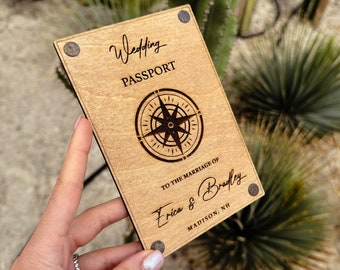 Wedding
PASSPORT
TO THE MARRIAGE OF
Erica & Bradley
MADISON, NH